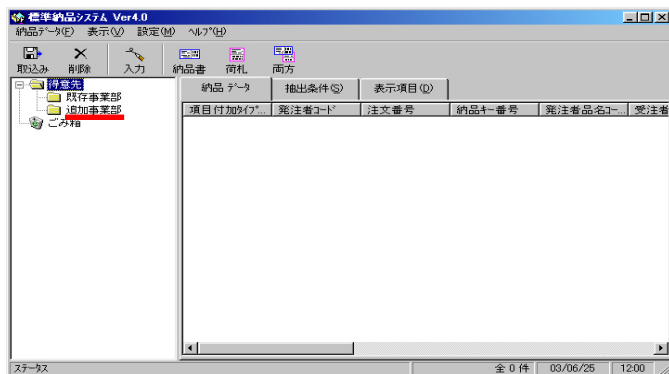 標準納品システム Ver4.0
納品ﾃﾞｰﾀ(E) 表示(V) 設定(M) ﾍﾙﾌﾟ(H)
取込み 削除 入力 納品書 荷札 両方
得意先
既存事業部
追加事業部
ごみ箱
納品 ﾃﾞｰﾀ 抽出条件(S) 表示項目(D)
項目付加ﾀｲﾌﾟ... 発注者ｺｰﾄﾞ 注文番号 納品ｷｰ番号 発注者品名ｺｰ... 受注者
ｽﾃｰﾀｽ 全 0 件 03/06/25 12:00